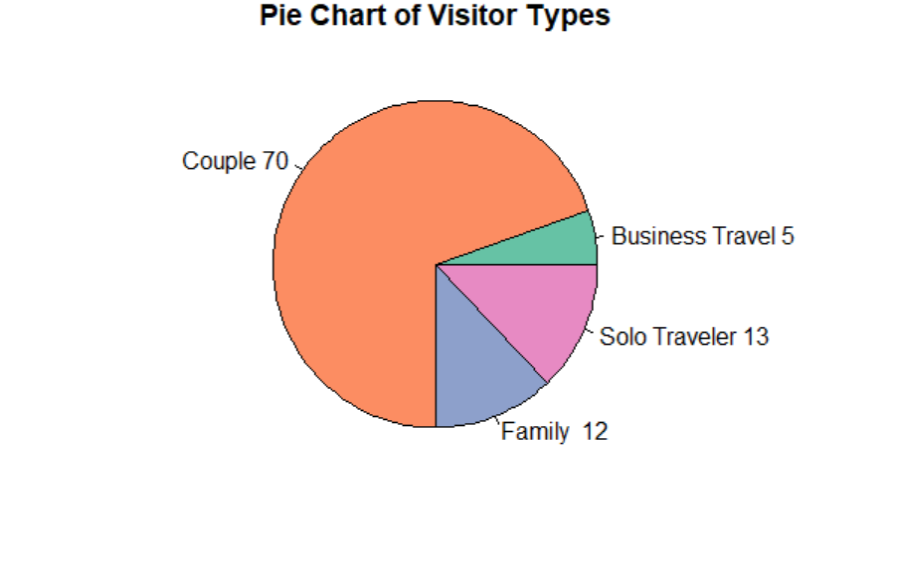 Pie Chart of Visitor Types
Couple 70
Business Travel 5
Solo Traveler 13
Family  12